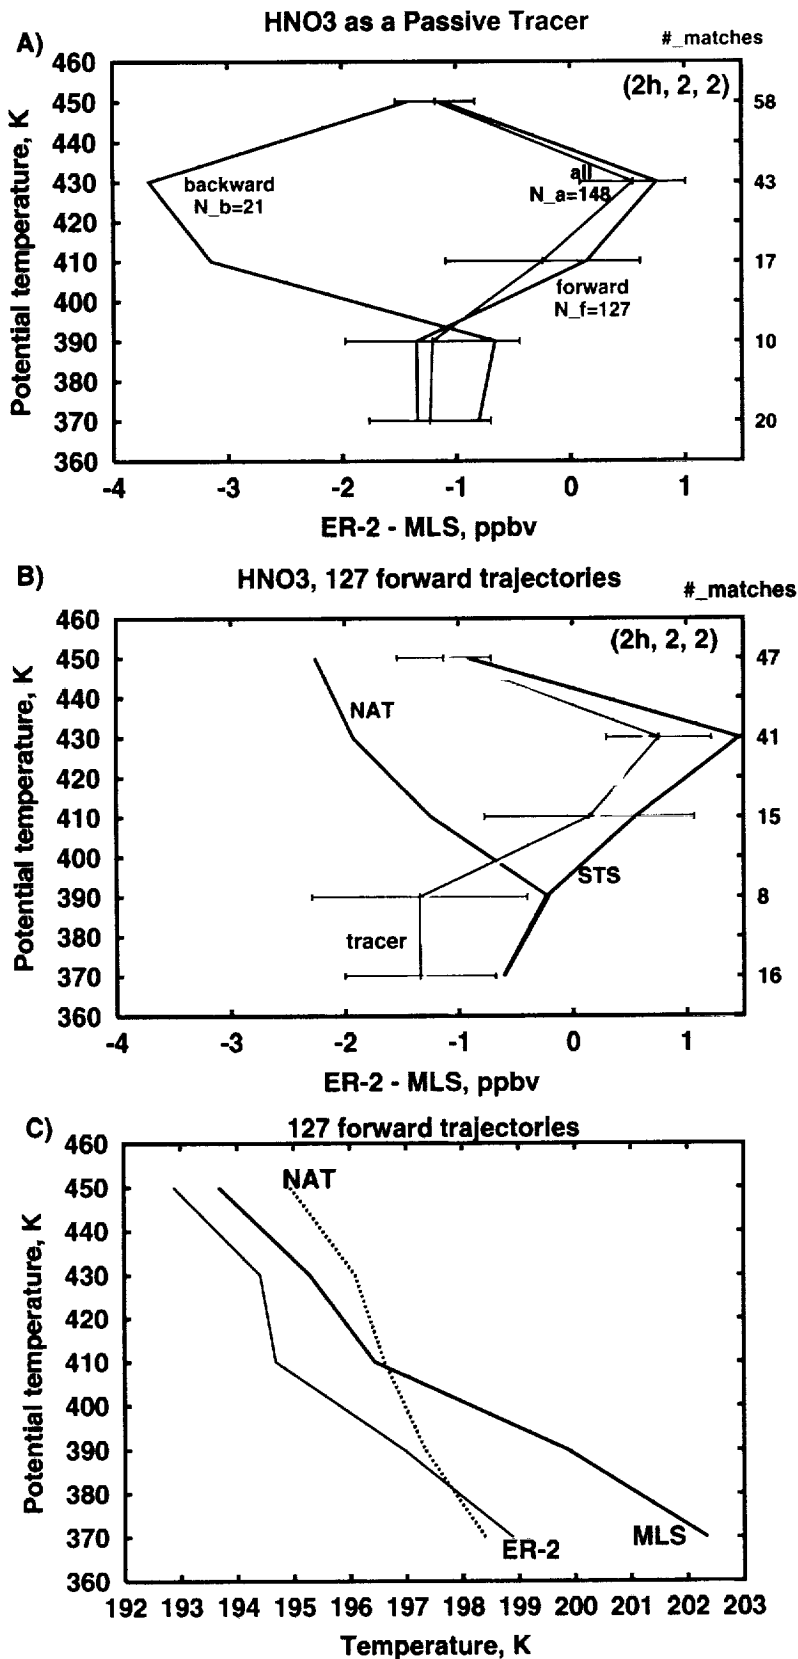 HNO3 as a Passive Tracer
A)
#_matches
(2h, 2, 2)
460
450
440
430
420
410
400
390
380
370
360
Potential temperature, K
58
43
17
10
20
backward
N_b=21
all
N_a=148
forward
N_f=127
-4 -3 -2 -1 0 1
ER-2 - MLS, ppbv
B)
HNO3, 127 forward trajectories
#_matches
(2h, 2, 2)
460
450
440
430
420
410
400
390
380
370
360
Potential temperature, K
47
41
15
8
16
NAT
STS
tracer
-4 -3 -2 -1 0 1
ER-2 - MLS, ppbv
C)
127 forward trajectories
460
450
440
430
420
410
400
390
380
370
360
Potential temperature, K
NAT
MLS
ER-2
192 193 194 195 196 197 198 199 200 201 202 203
Temperature, K